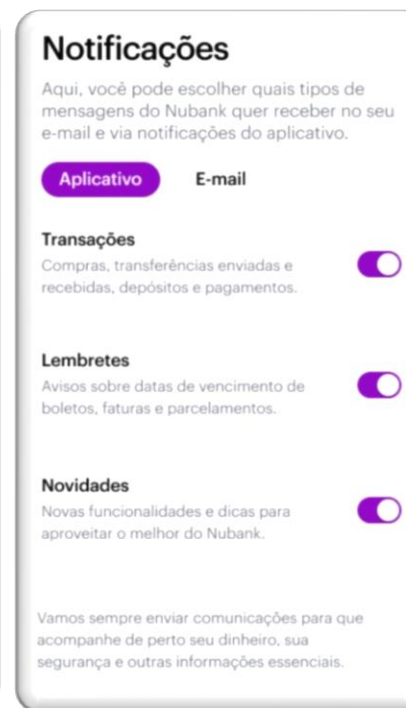 Notificações
Aqui, você pode escolher quais tipos de
mensagens do Nubank quer receber no seu
e-mail e via notificações do aplicativo.
Aplicativo E-mail
Transações
Compras, transferências enviadas e
recebidas, depósitos e pagamentos.
Lembretes
Avisos sobre datas de vencimento de
boletos, faturas e parcelamentos.
Novidades
Novas funcionalidades e dicas para
aproveitar o melhor do Nubank.
Vamos sempre enviar comunicações para que
acompanhe de perto seu dinheiro, sua
segurança e outras informações essenciais.